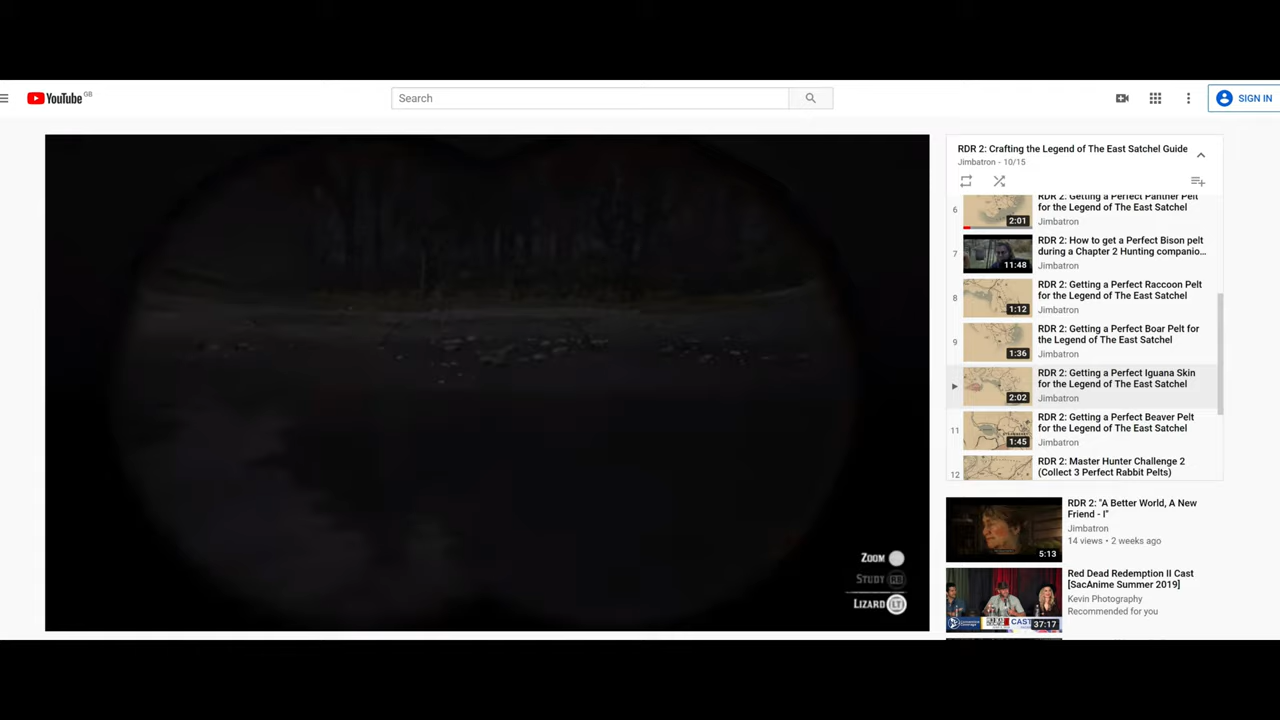 YouTube GB
Search
SIGN IN
RDR 2: Crafting the Legend of The East Satchel Guide
Jimbatron - 10/15
6
2:01
RDR 2: Getting a Perfect Panther Pelt
for the Legend of The East Satchel
Jimbatron
7
11:48
RDR 2: How to get a Perfect Bison pelt
during a Chapter 2 Hunting companio...
Jimbatron
8
1:12
RDR 2: Getting a Perfect Raccoon Pelt
for the Legend of The East Satchel
Jimbatron
9
1:36
RDR 2: Getting a Perfect Boar Pelt for
the Legend of The East Satchel
Jimbatron
2:02
RDR 2: Getting a Perfect Iguana Skin
for the Legend of The East Satchel
Jimbatron
11
1:45
RDR 2: Getting a Perfect Beaver Pelt
for the Legend of The East Satchel
Jimbatron
12
RDR 2: Master Hunter Challenge 2
(Collect 3 Perfect Rabbit Pelts)
ZOOM
STUDY RB
LIZARD LT
5:13
RDR 2: "A Better World, A New
Friend - I"
Jimbatron
14 views • 2 weeks ago
CAST
37:17
Red Dead Redemption II Cast
[SacAnime Summer 2019]
Kevin Photography
Recommended for you